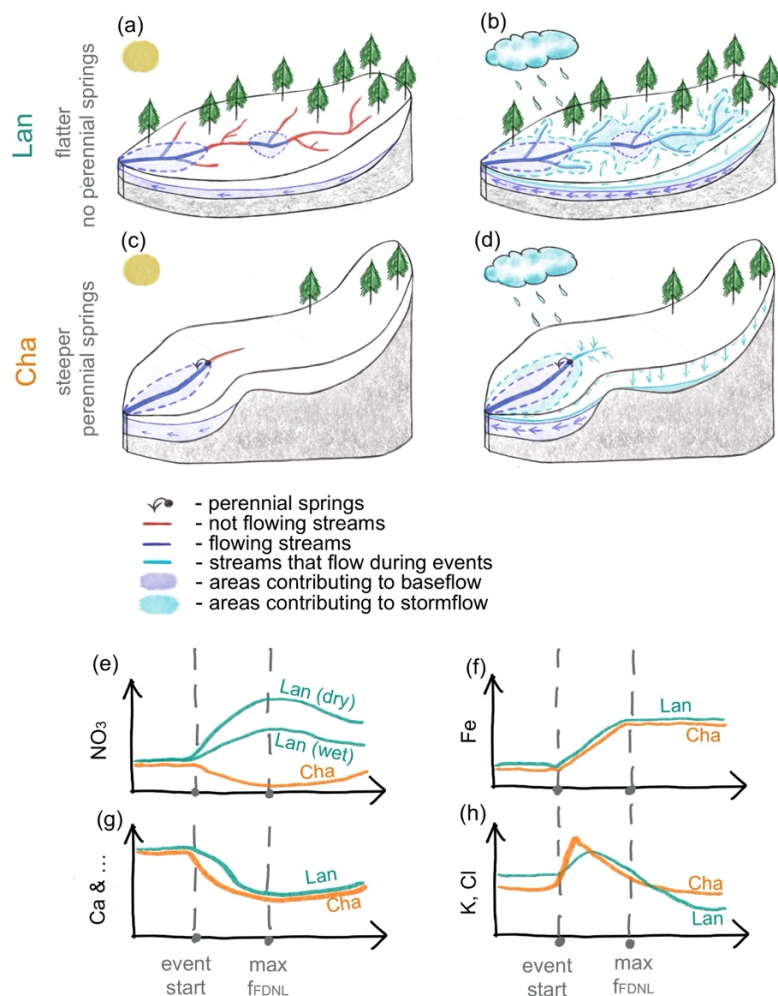 (a)
(b)
Lan
flatter
no perennial springs
(c)
(d)
Cha
steeper
perennial springs
- perennial springs
- not flowing streams
- flowing streams
- streams that flow during events
- areas contributing to baseflow
- areas contributing to stormflow
(e)
NO₃
Lan (dry)
Lan (wet)
Cha
(f)
Fe
Lan
Cha
(g)
Ca & ...
Lan
Cha
(h)
K, Cl
Cha
Lan
event
start
max
fFDNL
event
start
max
fFDNL